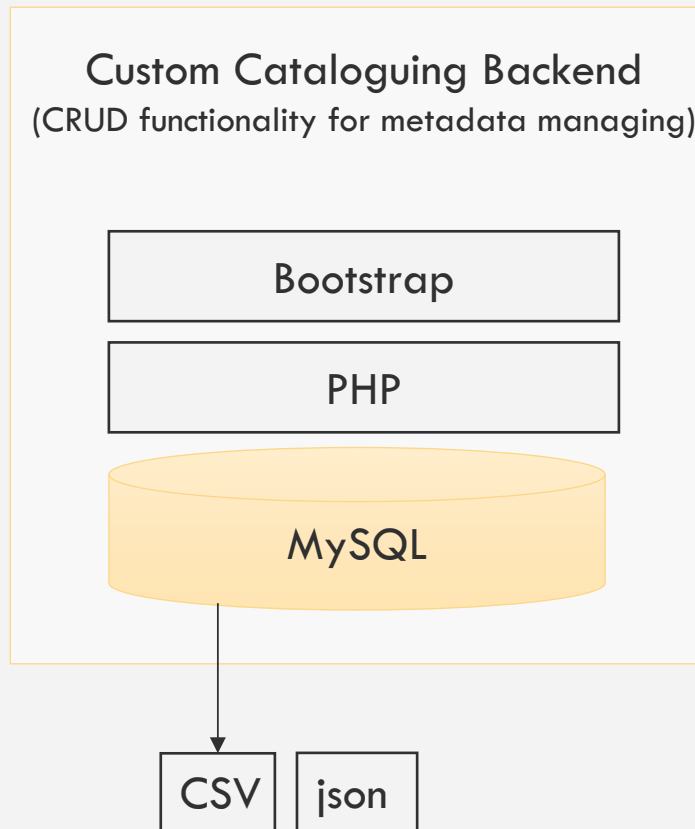 Custom Cataloguing Backend
(CRUD functionality for metadata managing)
Bootstrap
PHP
MySQL
CSV
json